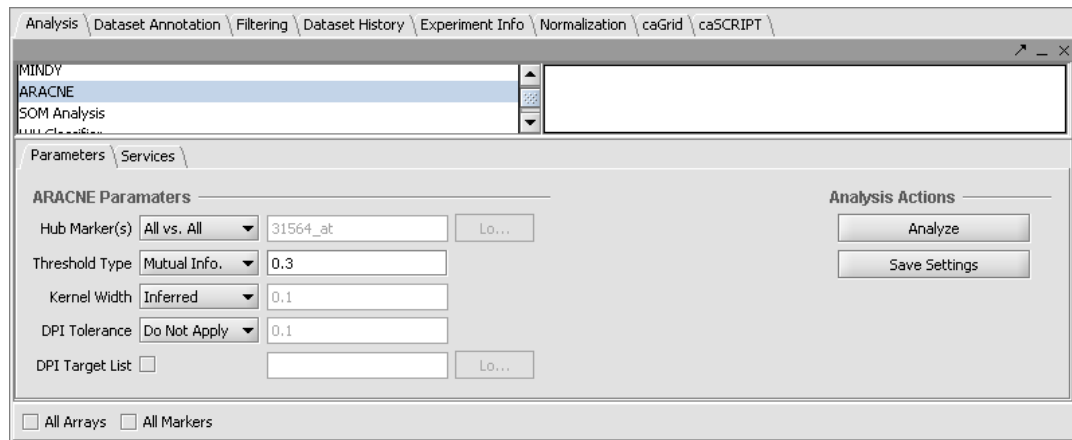 Analysis Dataset Annotation Filtering Dataset History Experiment Info Normalization caGrid caSCRIPT
MINDY
ARACNE
SOM Analysis
Parameters Services
ARACNE Paramaters Analysis Actions
Hub Marker(s) All vs. All 31564_at Lo... Analyze
Threshold Type Mutual Info. 0.3 Save Settings
Kernel Width Inferred 0.1
DPI Tolerance Do Not Apply 0.1
DPI Target List Lo...
All Arrays All Markers